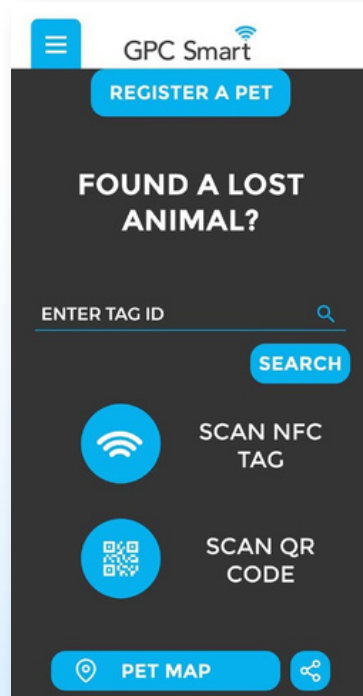 GPC Smart
REGISTER A PET
FOUND A LOST
ANIMAL?
ENTER TAG ID
SEARCH
SCAN NFC
TAG
SCAN QR
CODE
PET MAP